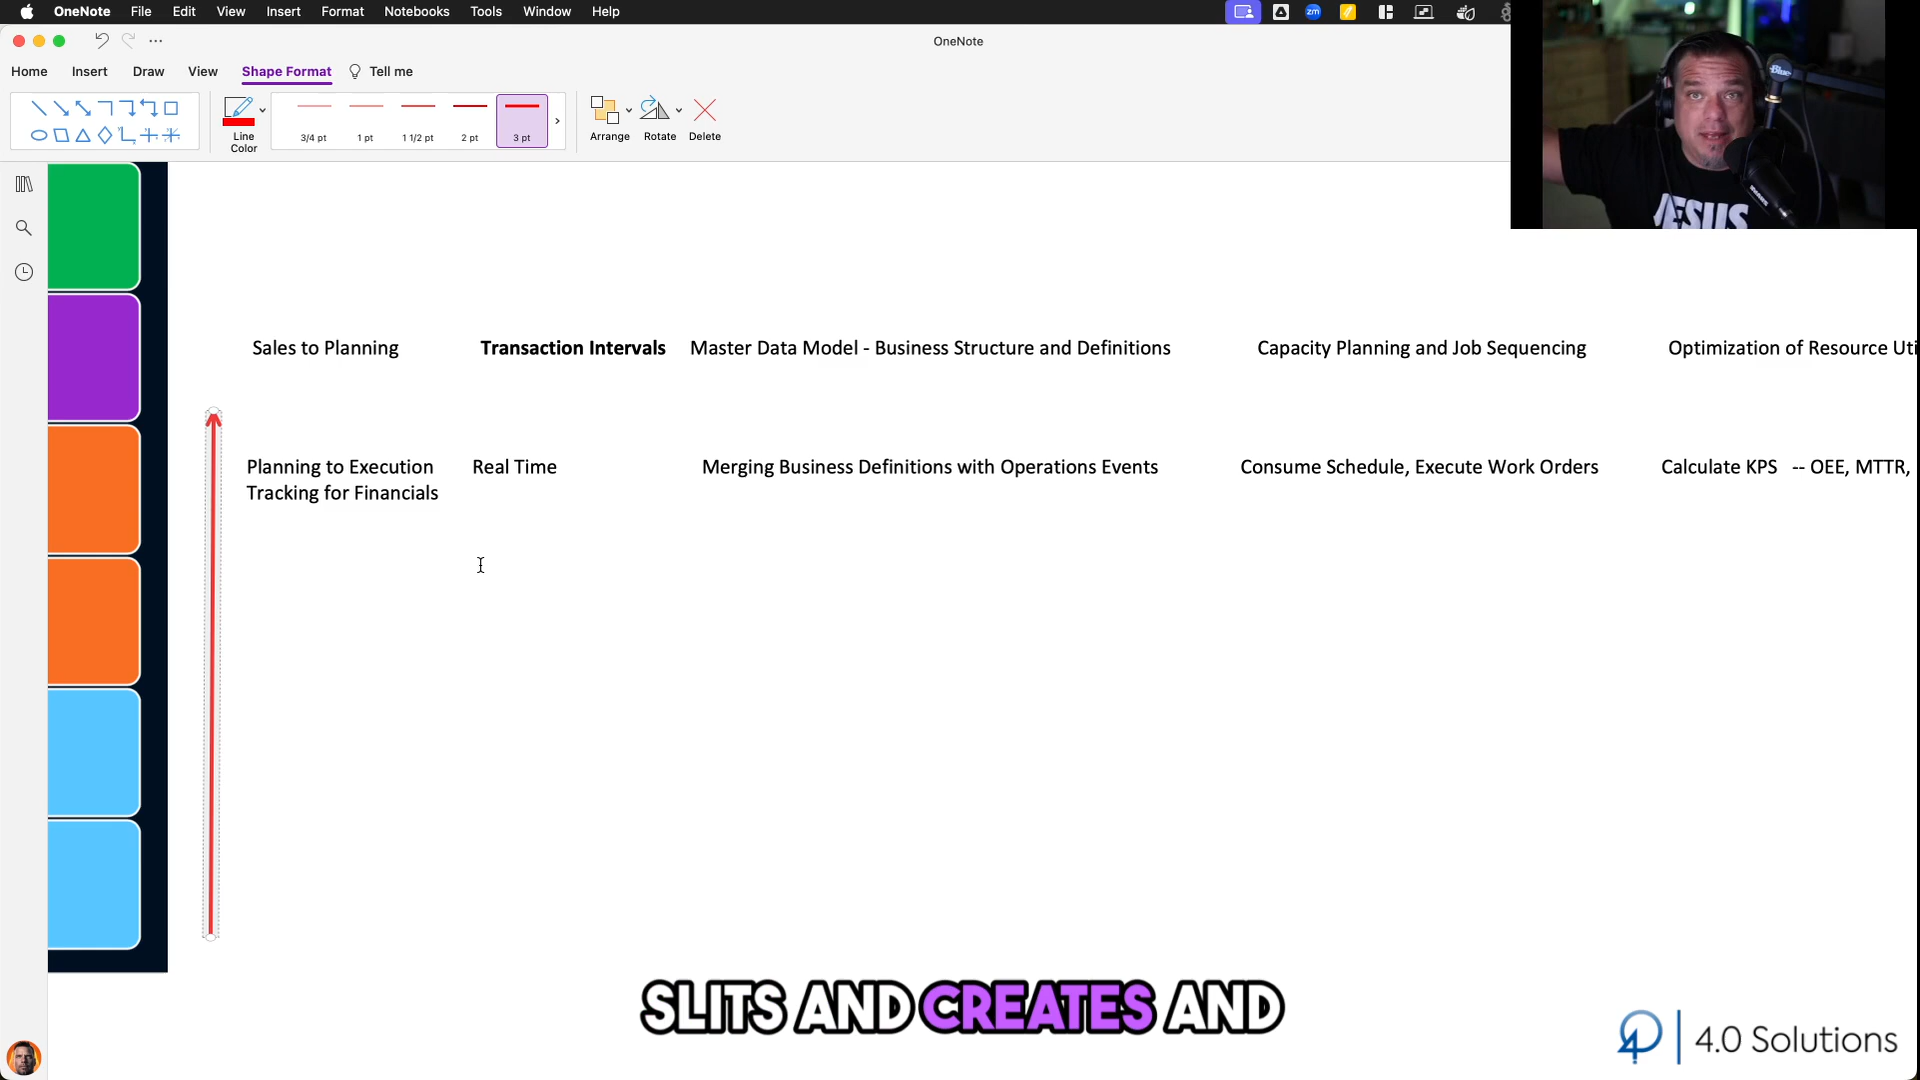 OneNote File Edit View Insert Format Notebooks Tools Window Help
zm
OneNote
Home Insert Draw View Shape Format Tell me
Line Color
3/4 pt 1 pt 1 1/2 pt 2 pt 3 pt
Arrange Rotate Delete
Blue
JESUS
Sales to Planning Transaction Intervals Master Data Model - Business Structure and Definitions Capacity Planning and Job Sequencing Optimization of Resource Uti
Planning to Execution Real Time Merging Business Definitions with Operations Events Consume Schedule, Execute Work Orders Calculate KPS -- OEE, MTTR,
Tracking for Financials
SLITS AND CREATES AND
4.0 Solutions